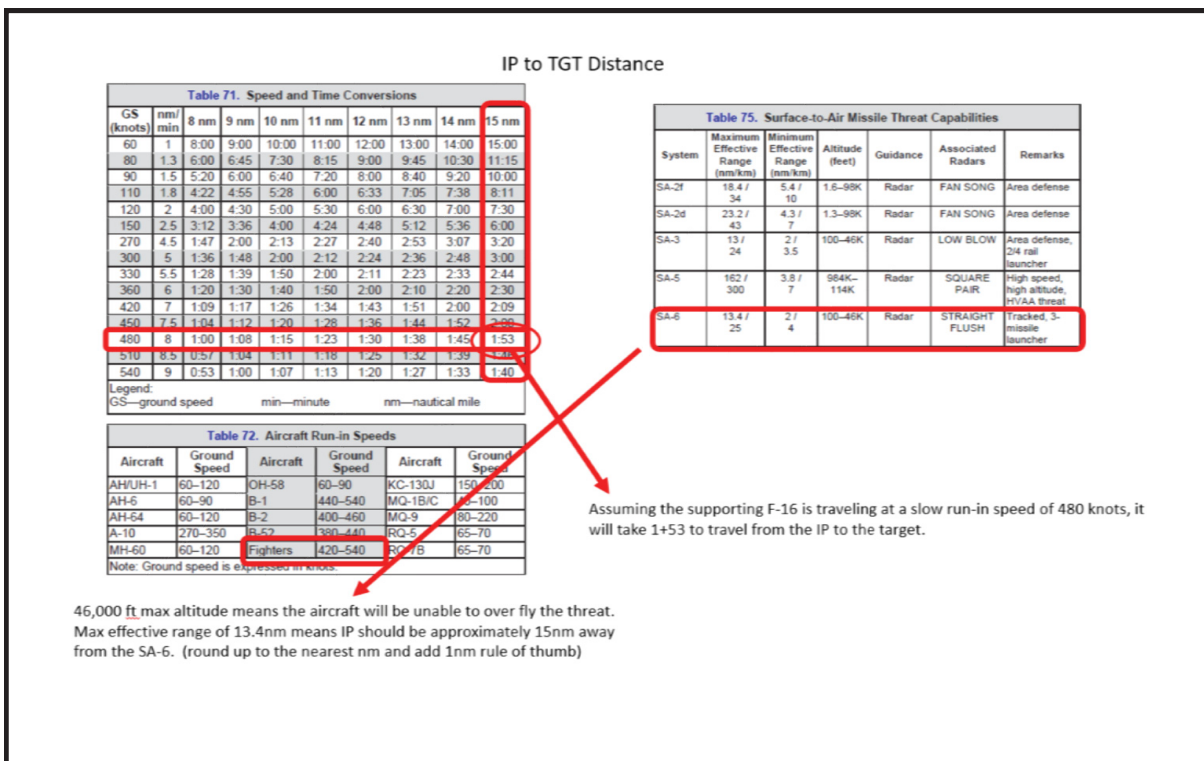 IP to TGT Distance
Table 71. Speed and Time Conversions
GS (knots) nm/ min 8 nm 9 nm 10 nm 11 nm 12 nm 13 nm 14 nm 15 nm
60 1 8:00 9:00 10:00 11:00 12:00 13:00 14:00 15:00
80 1.3 6:00 6:45 7:30 8:15 9:00 9:45 10:30 11:15
90 1.5 5:20 6:00 6:40 7:20 8:00 8:40 9:20 10:00
110 1.8 4:22 4:55 5:28 6:00 6:33 7:05 7:38 8:11
120 2 4:00 4:30 5:00 5:30 6:00 6:30 7:00 7:30
150 2.5 3:12 3:36 4:00 4:24 4:48 5:12 5:36 6:00
270 4.5 1:47 2:00 2:13 2:27 2:40 2:53 3:07 3:20
300 5 1:36 1:48 2:00 2:12 2:24 2:36 2:48 3:00
330 5.5 1:28 1:39 1:50 2:00 2:11 2:23 2:33 2:44
360 6 1:20 1:30 1:40 1:50 2:00 2:10 2:20 2:30
420 7 1:09 1:17 1:26 1:34 1:43 1:51 2:00 2:09
450 7.5 1:04 1:12 1:20 1:28 1:36 1:44 1:52 2:00
480 8 1:00 1:08 1:15 1:23 1:30 1:38 1:45 1:53
510 8.5 0:57 1:04 1:11 1:18 1:25 1:32 1:39 1:46
540 9 0:53 1:00 1:07 1:13 1:20 1:27 1:33 1:40
Legend:
GS—ground speed min—minute nm—nautical mile
Table 72. Aircraft Run-in Speeds
Aircraft Ground Speed Aircraft Ground Speed Aircraft Ground Speed
AH/UH-1 60–120 OH-58 60–90 KC-130J 150–200
AH-6 60–90 B-1 440–540 MQ-1B/C –100
AH-64 60–120 B-2 400–460 MQ-9 80–220
A-10 270–350 B-52 380–440 RQ-5 65–70
MH-60 60–120 Fighters 420–540 RQ-7B 65–70
Note: Ground speed is expressed in knots.
Table 75. Surface-to-Air Missile Threat Capabilities
System Maximum Effective Range (nm/km) Minimum Effective Range (nm/km) Altitude (feet) Guidance Associated Radars Remarks
SA-2f 18.4 / 34 5.4 / 10 1.6–98K Radar FAN SONG Area defense
SA-2d 23.2 / 43 4.3 / 7 1.3–98K Radar FAN SONG Area defense
SA-3 13 / 24 2 / 3.5 100–46K Radar LOW BLOW Area defense, 2/4 rail launcher
SA-5 162 / 300 3.8 / 7 984K–114K Radar SQUARE PAIR High speed, high altitude, HVAA threat
SA-6 13.4 / 25 2 / 4 100–46K Radar STRAIGHT FLUSH Tracked, 3-missile launcher
Assuming the supporting F-16 is traveling at a slow run-in speed of 480 knots, it
will take 1+53 to travel from the IP to the target.
46,000 ft max altitude means the aircraft will be unable to over fly the threat.
Max effective range of 13.4nm means IP should be approximately 15nm away
from the SA-6. (round up to the nearest nm and add 1nm rule of thumb)